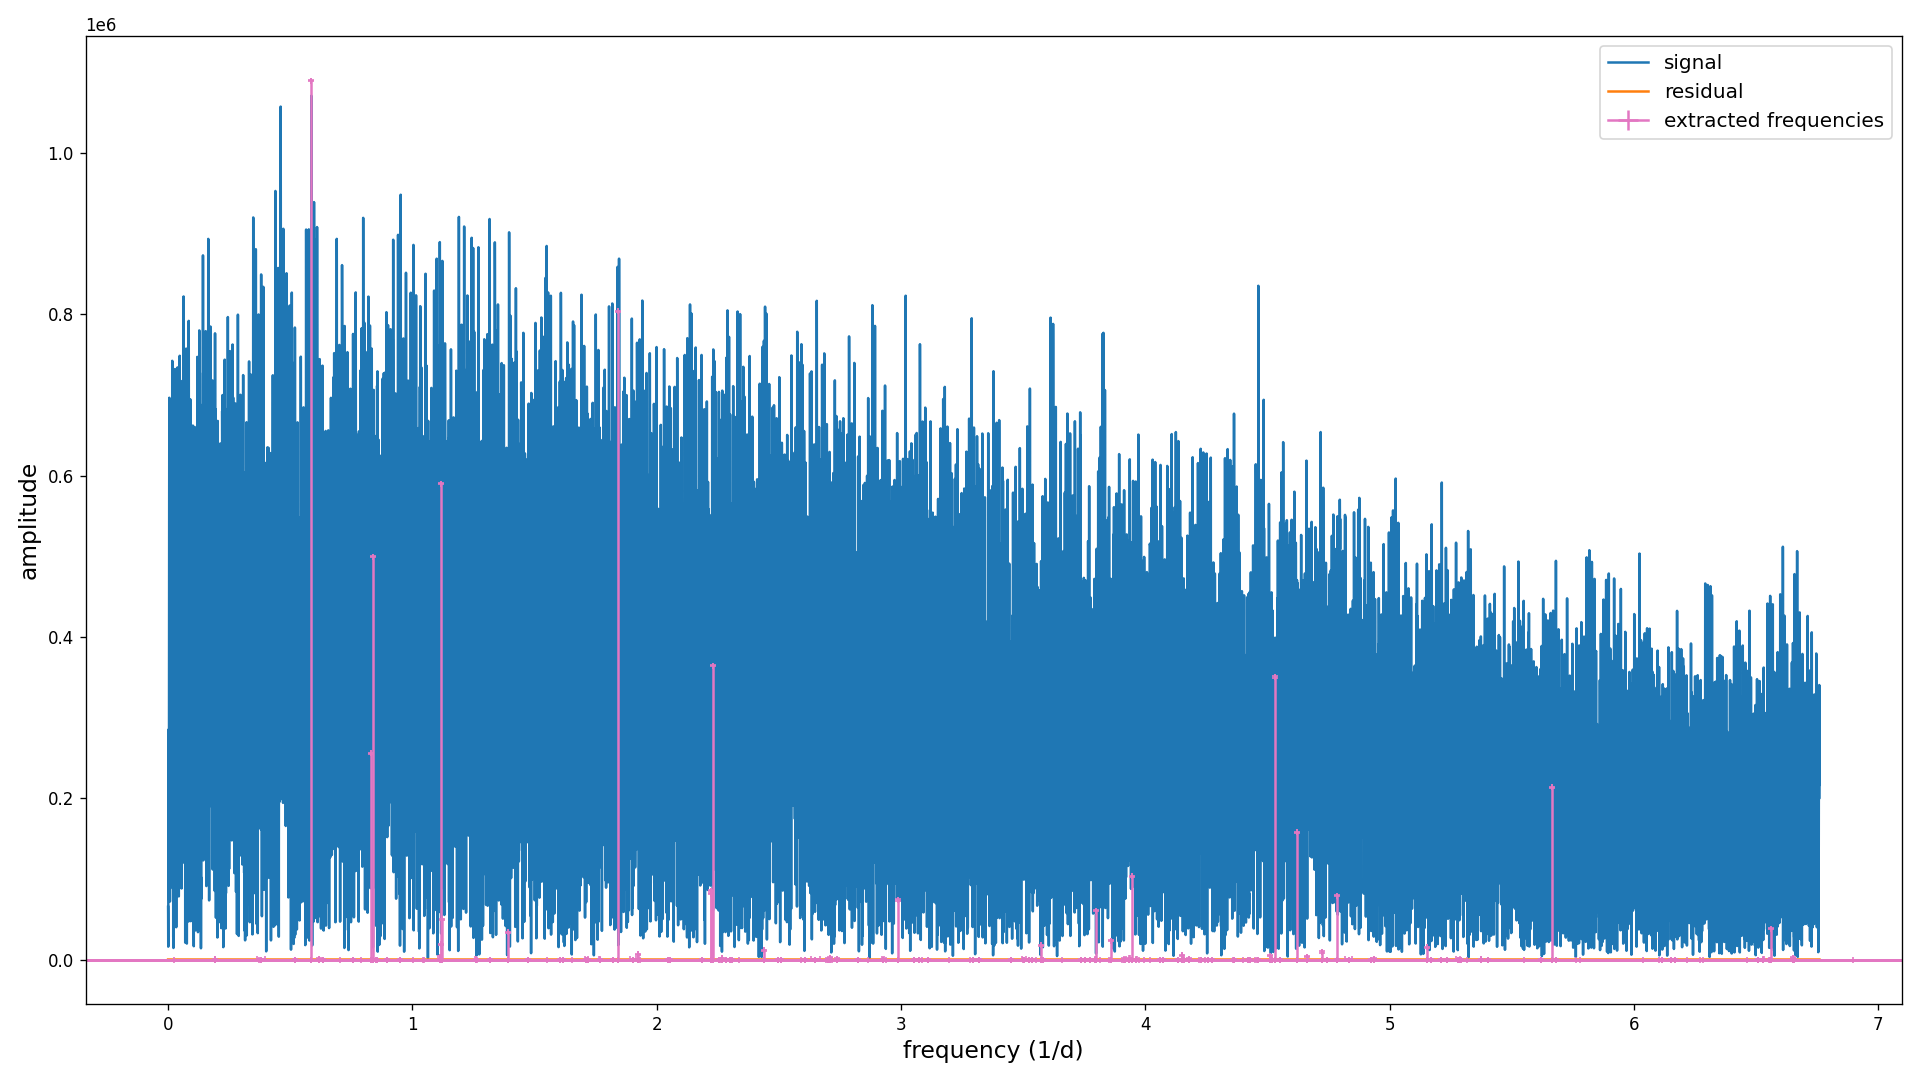 1e6
signal
residual
extracted frequencies
1.0
0.8
0.6
0.4
0.2
0.0
amplitude
0 1 2 3 4 5 6 7
frequency (1/d)